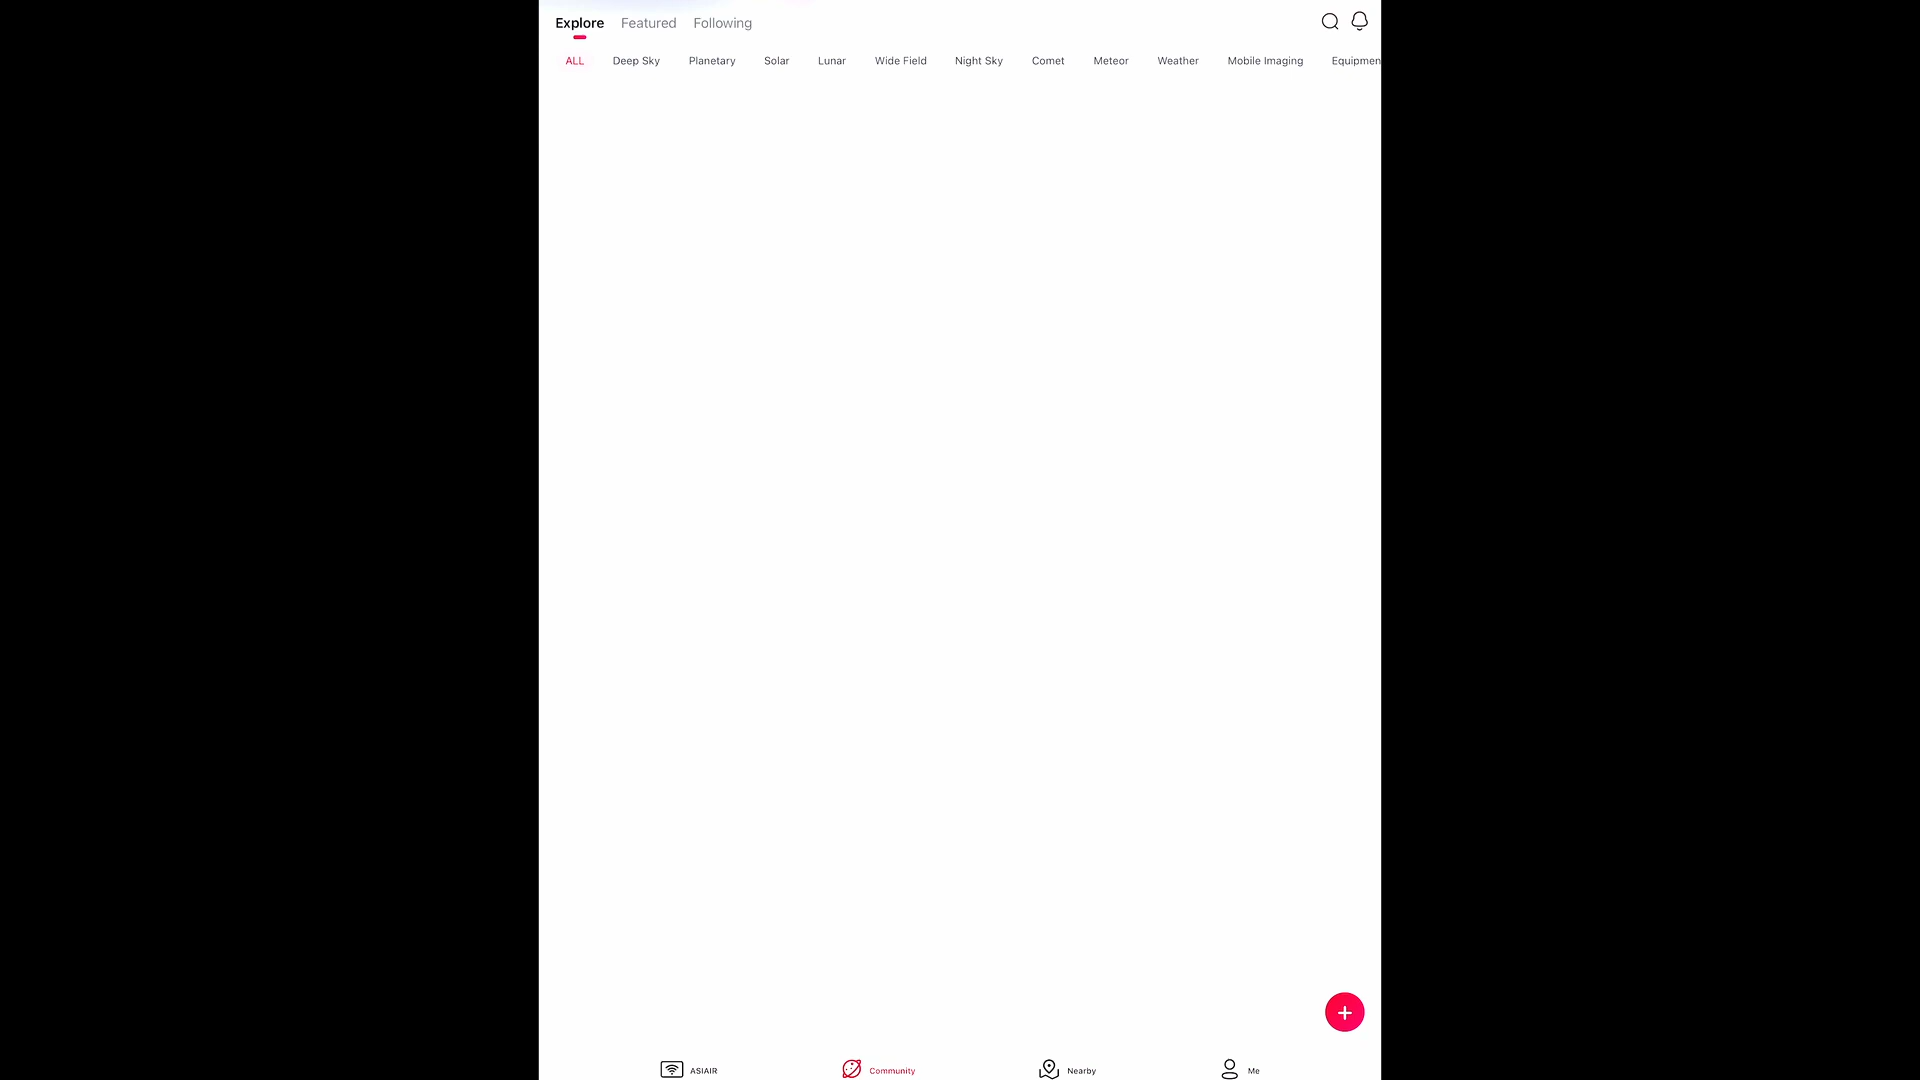 Explore Featured Following
ALL Deep Sky Planetary Solar Lunar Wide Field Night Sky Comet Meteor Weather Mobile Imaging Equipmen
ASIAIR Community Nearby Me